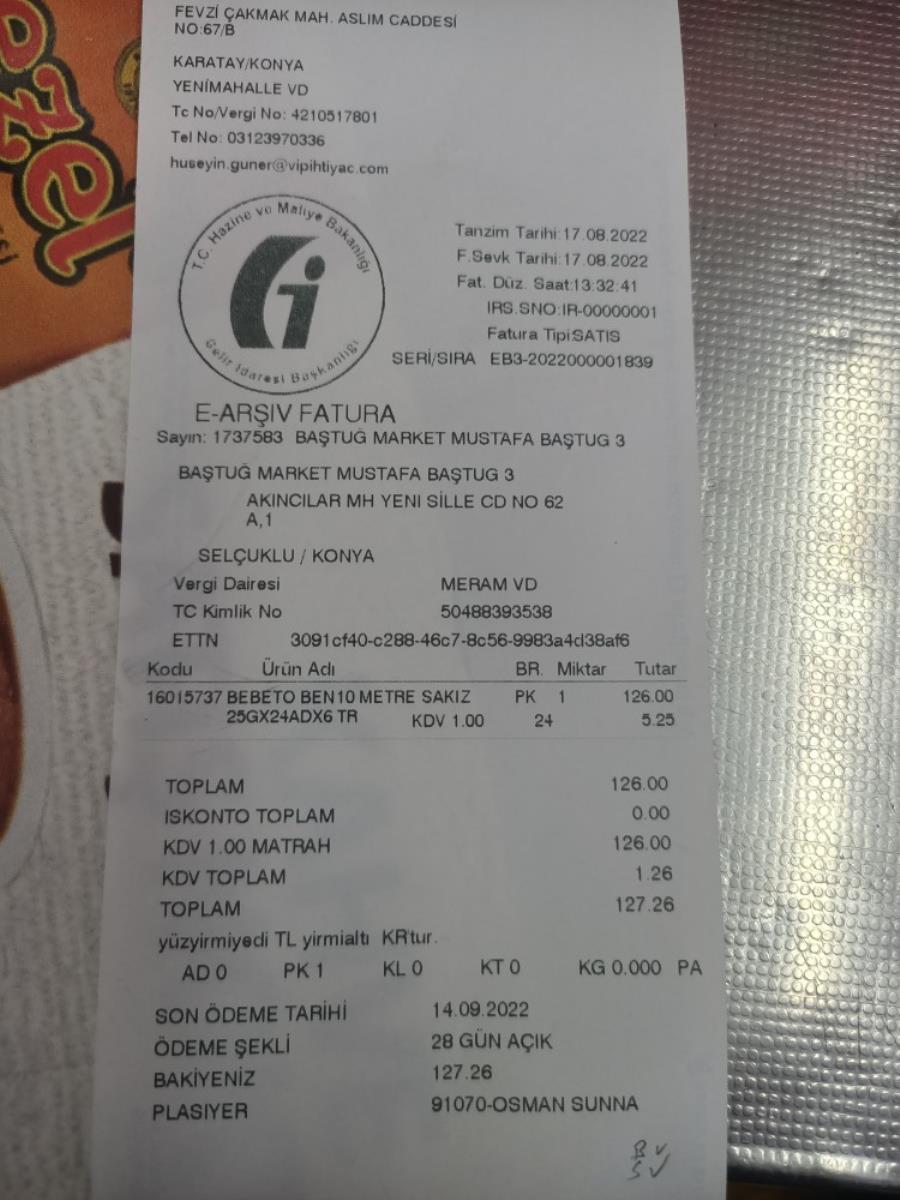 FEVZİ ÇAKMAK MAH. ASLIM CADDESİ
NO:67/B
KARATAY/KONYA
YENİMAHALLE VD
Tc No/Vergi No: 4210517801
Tel No: 03123970336
huseyin.guner@vipihtiyac.com
ezel
T.C. Hazine ve Maliye Bakanlığı
Gelir İdaresi Başkanlığı
Tanzim Tarihi:17.08.2022
F.Sevk Tarihi:17.08.2022
Fat. Düz. Saat:13:32:41
IRS.SNO:IR-00000001
Fatura Tipi:SATIS
SERİ/SIRA EB3-2022000001839
E-ARŞIV FATURA
Sayın: 1737583 BAŞTUĞ MARKET MUSTAFA BAŞTUG 3
BAŞTUĞ MARKET MUSTAFA BAŞTUG 3
AKINCILAR MH YENI SİLLE CD NO 62
A,1
SELÇUKLU / KONYA
Vergi Dairesi MERAM VD
TC Kimlik No 50488393538
ETTN 3091cf40-c288-46c7-8c56-9983a4d38af6
Kodu Ürün Adı BR. Miktar Tutar
16015737 BEBETO BEN10 METRE SAKIZ PK 1 126.00
25GX24ADX6 TR KDV 1.00 24 5.25
TOPLAM 126.00
ISKONTO TOPLAM 0.00
KDV 1.00 MATRAH 126.00
KDV TOPLAM 1.26
TOPLAM 127.26
yüzyirmiyedi TL yirmialtı KR'tur.
AD 0 PK 1 KL 0 KT 0 KG 0.000 PA
SON ÖDEME TARİHİ 14.09.2022
ÖDEME ŞEKLİ 28 GÜN AÇIK
BAKİYENİZ 127.26
PLASIYER 91070-OSMAN SUNNA